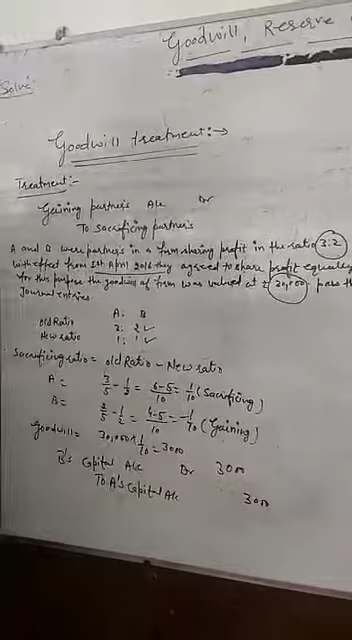 Goodwill, Reserve
Solve:
Goodwill treatment:→
Treatment:-
Gaining partner's A/c Dr
To Sacrificing partner's
A and B were partners in a firm sharing profit in the ratio 3:2
with effect from 1st April 2016 they agreed to share profit equally
for this purpose the goodwill of firm was valued at ₹ 30,000 pass the
Journal entries.
A: B
Old Ratio 3: 2 ✓
New ratio 1: 1 ✓
Sacrificing ratio = Old Ratio - New ratio
A = 3/5 - 1/2 = 6-5/10 = 1/10 (Sacrificing)
B = 2/5 - 1/2 = 4-5/10 = -1/10 (Gaining)
Goodwill = 30,000 × 1/10 = 3000
B's Capital A/c Dr 3000
To A's Capital A/c 3000